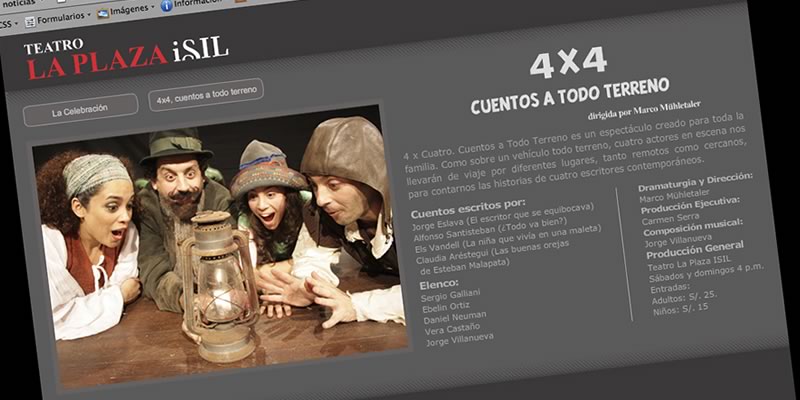 noticias
CSS
Formularios
Imágenes
Información
TEATRO
LA PLAZA iSIL
La Celebración
4x4, cuentos a todo terreno
4X4
CUENTOS A TODO TERRENO
dirigida por Marco Mühletaler
4 x Cuatro. Cuentos a Todo Terreno es un espectáculo creado para toda la
familia. Como sobre un vehículo todo terreno, cuatro actores en escena nos
llevarán de viaje por diferentes lugares, tanto remotos como cercanos,
para contarnos las historias de cuatro escritores contemporáneos.
Cuentos escritos por:
Jorge Eslava (El escritor que se equibocava)
Alfonso Santisteban (¿Todo va bien?)
Els Vandell (La niña que vivía en una maleta)
Claudia Aréstegui (Las buenas orejas
de Esteban Malapata)
Elenco:
Sergio Galliani
Ebelin Ortiz
Daniel Neuman
Vera Castaño
Jorge Villanueva
Dramaturgia y Dirección:
Marco Mühletaler
Producción Ejecutiva:
Carmen Serra
Composición musical:
Jorge Villanueva
Producción General
Teatro La Plaza ISIL
Sábados y domingos 4 p.m.
Entradas:
Adultos: S/. 25.
Niños: S/. 15